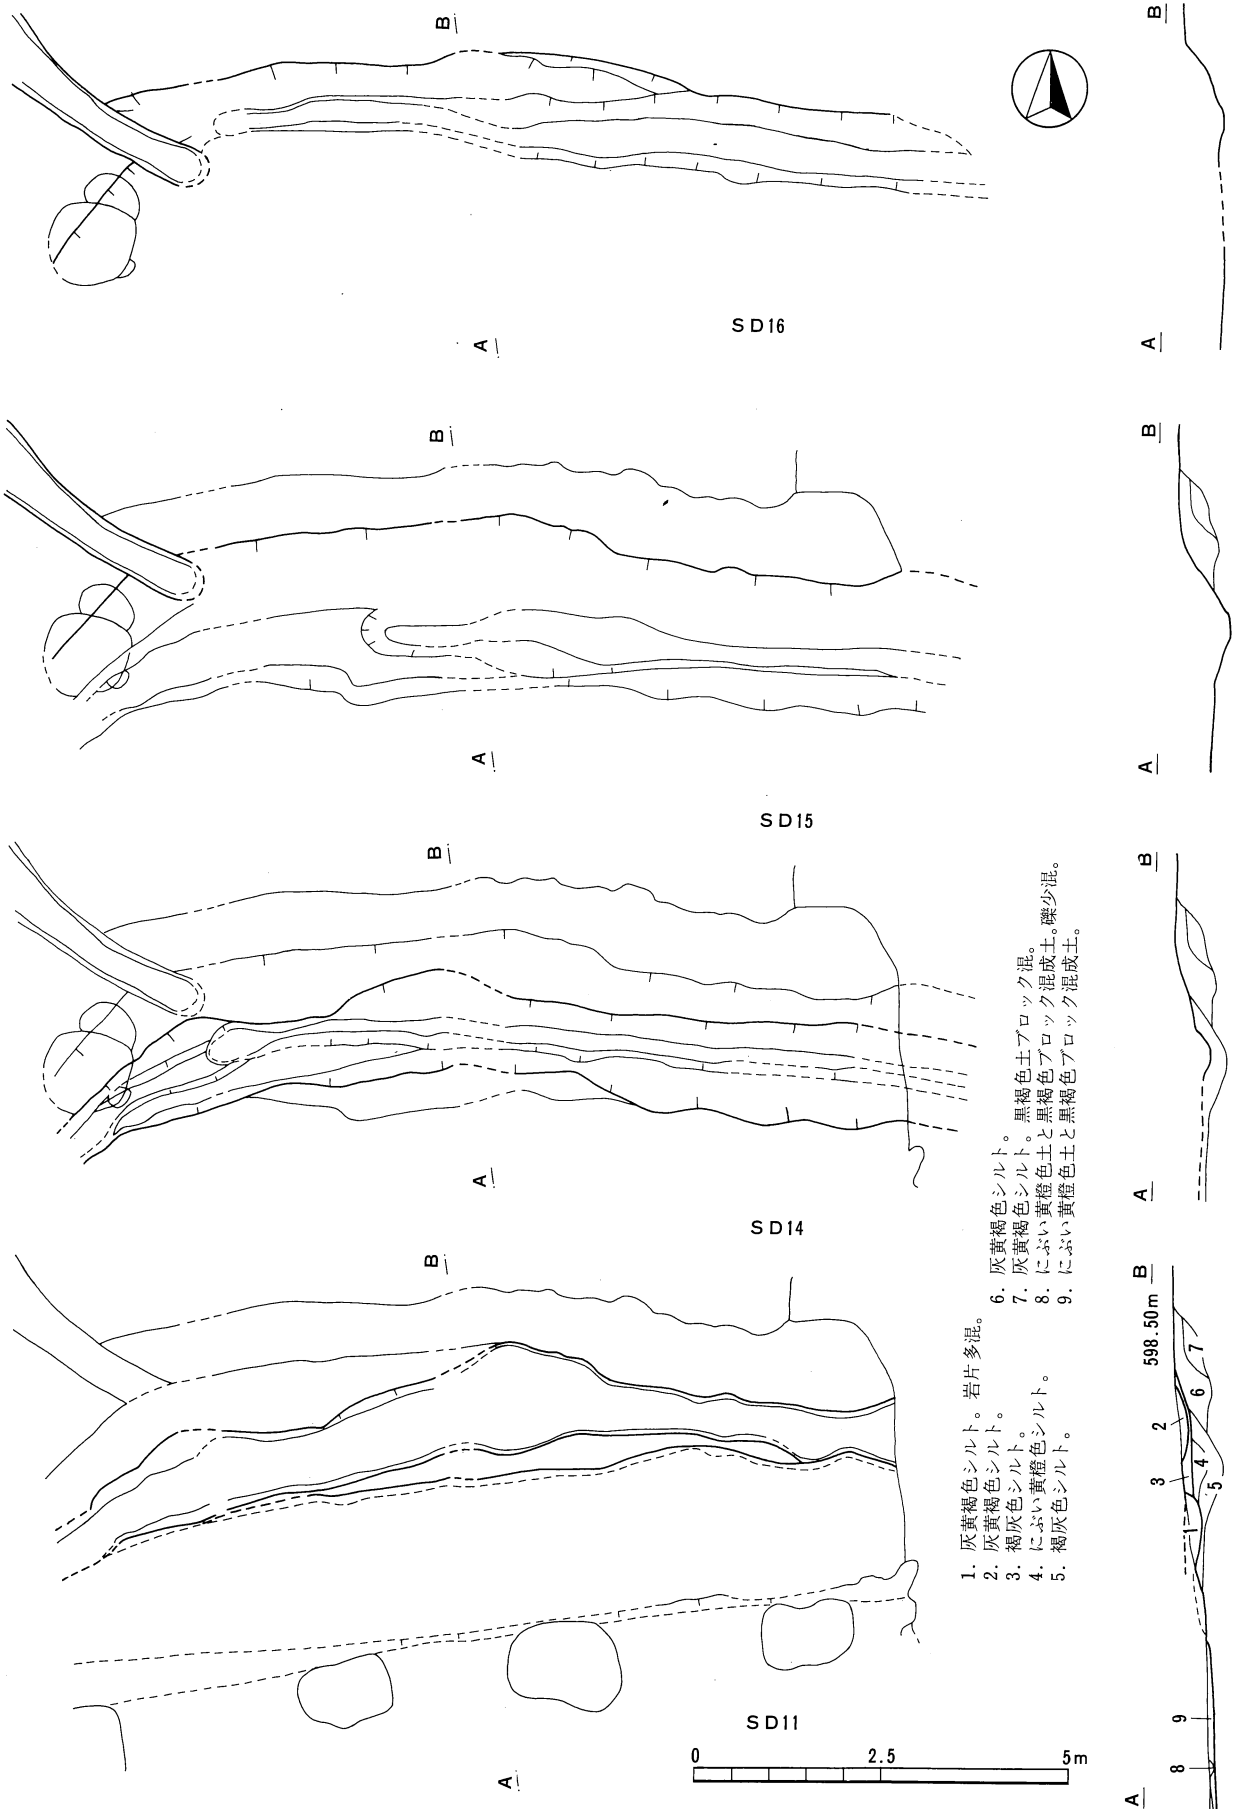 B
B
A
SD16
A
B
B
A
SD15
A
B
B
A
SD14
A
B
B
598.50m
1. 灰黄褐色シルト。岩片多混。
2. 灰黄褐色シルト。
3. 褐灰色シルト。
4. にぶい黄橙色シルト。
5. 褐灰色シルト。
6. 灰黄褐色シルト。
7. 灰黄褐色シルト。黒褐色土ブロック混。
8. にぶい黄橙色土と黒褐色ブロック混成土。礫少混。
9. にぶい黄橙色土と黒褐色ブロック混成土。
7
6
2
4
3
5
1
9
8
SD11
0 2.5 5m
A
A